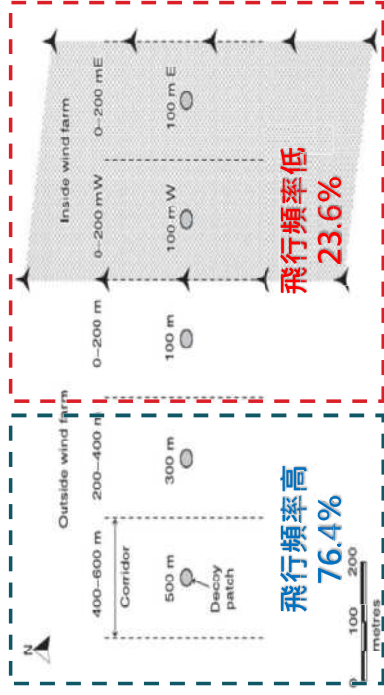 N
Outside wind farm
Inside wind farm
400–600 m
200–400 m
0–200 m
0–200 mW
0–200 mE
Corridor
500 m
300 m
100 m
100 m W
100 m E
Decoy
patch
飛行頻率高
76.4%
飛行頻率低
23.6%
0
100
200
metres